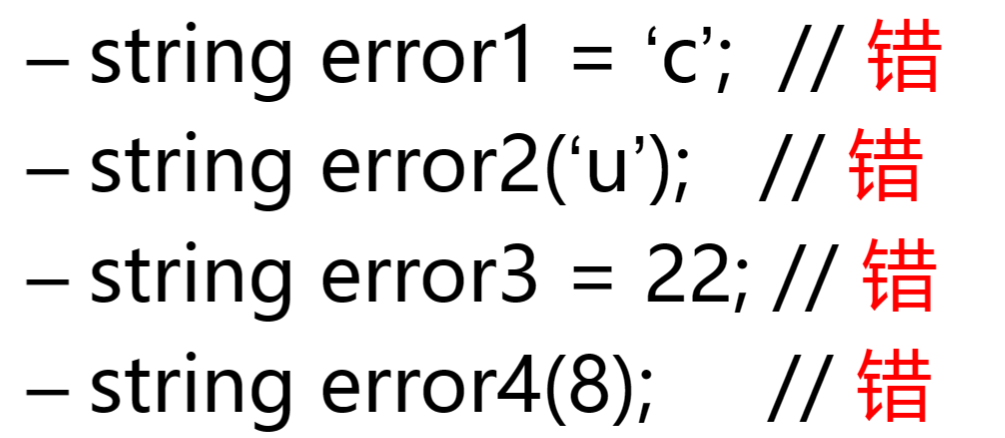 – string error1 = ‘c’;  // 错
– string error2(‘u’);   // 错
– string error3 = 22; // 错
– string error4(8);      // 错